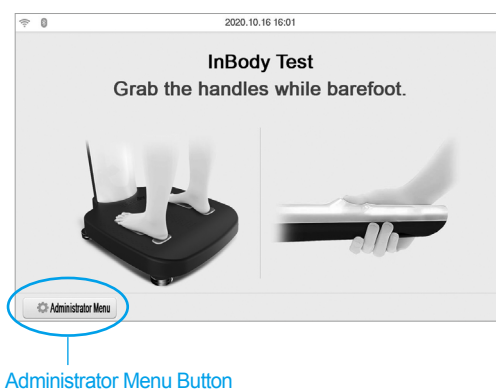 2020.10.16 16:01
InBody Test
Grab the handles while barefoot.
Administrator Menu
Administrator Menu Button